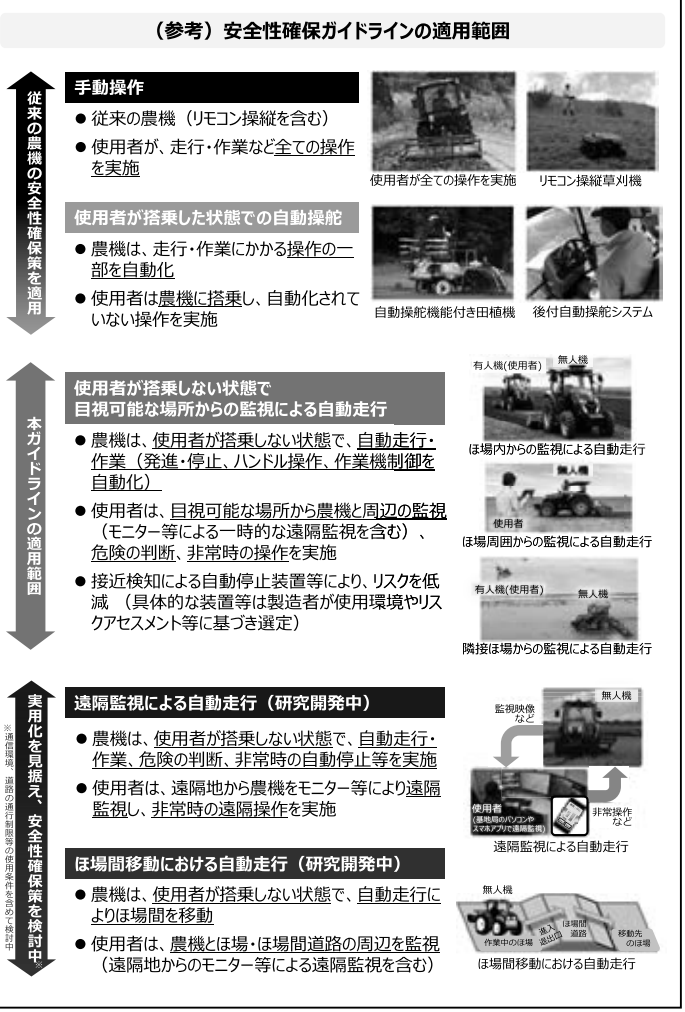 （参考）安全性確保ガイドラインの適用範囲
従来の農機の安全性確保策を適用
手動操作
● 従来の農機（リモコン操縦を含む）
● 使用者が、走行・作業など全ての操作
を実施
使用者が全ての操作を実施
リモコン操縦草刈機
使用者が搭乗した状態での自動操舵
● 農機は、走行・作業にかかる操作の一
部を自動化
● 使用者は農機に搭乗し、自動化されて
いない操作を実施
自動操舵機能付き田植機
後付自動操舵システム
本ガイドラインの適用範囲
使用者が搭乗しない状態で
目視可能な場所からの監視による自動走行
● 農機は、使用者が搭乗しない状態で、自動走行・
作業（発進・停止、ハンドル操作、作業機制御を
自動化）
● 使用者は、目視可能な場所から農機と周辺の監視
（モニター等による一時的な遠隔監視を含む）、
危険の判断、非常時の操作を実施
● 接近検知による自動停止装置等により、リスクを低
減 （具体的な装置等は製造者が使用環境やリス
クアセスメント等に基づき選定）
有人機(使用者)
無人機
ほ場内からの監視による自動走行
無人機
使用者
ほ場周囲からの監視による自動走行
有人機(使用者)
無人機
隣接ほ場からの監視による自動走行
実用化を見据え、安全性確保策を検討中※
※通信環境、道路の通行制限等の使用条件を含めて検討中
遠隔監視による自動走行（研究開発中）
● 農機は、使用者が搭乗しない状態で、自動走行・
作業、危険の判断、非常時の自動停止等を実施
● 使用者は、遠隔地から農機をモニター等により遠隔
監視し、非常時の遠隔操作を実施
無人機
監視映像
など
使用者
(基地局のパソコンや
スマホアプリで遠隔監視)
非常操作
など
遠隔監視による自動走行
ほ場間移動における自動走行（研究開発中）
● 農機は、使用者が搭乗しない状態で、自動走行に
よりほ場間を移動
● 使用者は、農機とほ場・ほ場間道路の周辺を監視
（遠隔地からのモニター等による遠隔監視を含む）
無人機
作業中のほ場
進入
退出口
ほ場間
道路
移動先
のほ場
ほ場間移動における自動走行